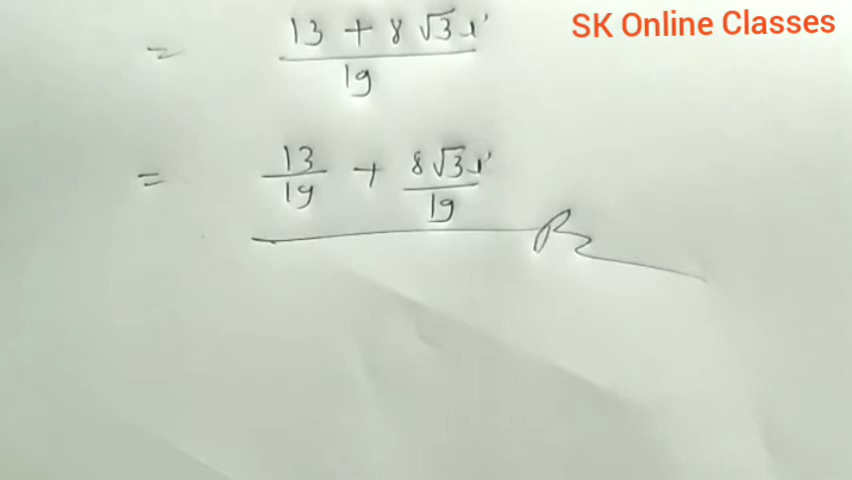 SK Online Classes
= 13 + 8√3i / 19
= 13/19 + 8√3i/19